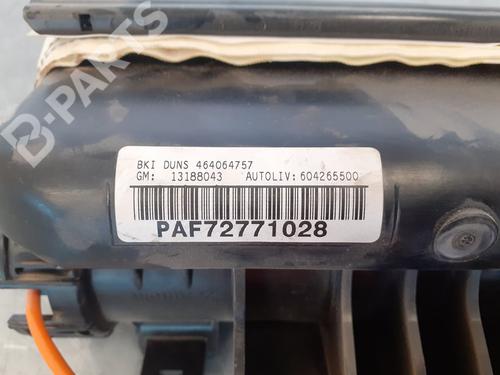 B-PARTS
BKI DUNS 464064757
GM: 13188043 AUTOLIV:604265500
PAF72771028